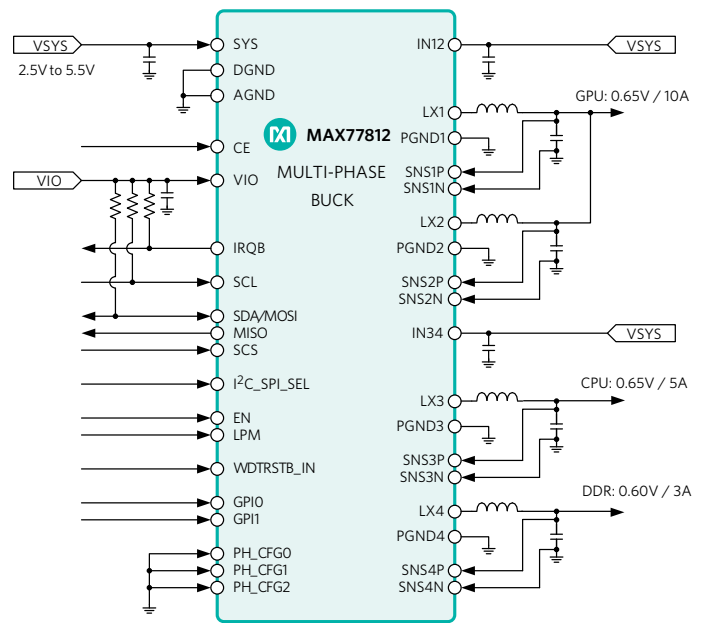 VSYS
2.5V to 5.5V
SYS
DGND
AGND
CE
VIO
VIO
IRQB
SCL
SDA/MOSI
MISO
SCS
I²C_SPI_SEL
EN
LPM
WDTRSTB_IN
GPI0
GPI1
PH_CFG0
PH_CFG1
PH_CFG2
MAX77812
MULTI-PHASE
BUCK
IN12
VSYS
LX1
GPU: 0.65V / 10A
PGND1
SNS1P
SNS1N
LX2
PGND2
SNS2P
SNS2N
IN34
VSYS
LX3
CPU: 0.65V / 5A
PGND3
SNS3P
SNS3N
LX4
DDR: 0.60V / 3A
PGND4
SNS4P
SNS4N